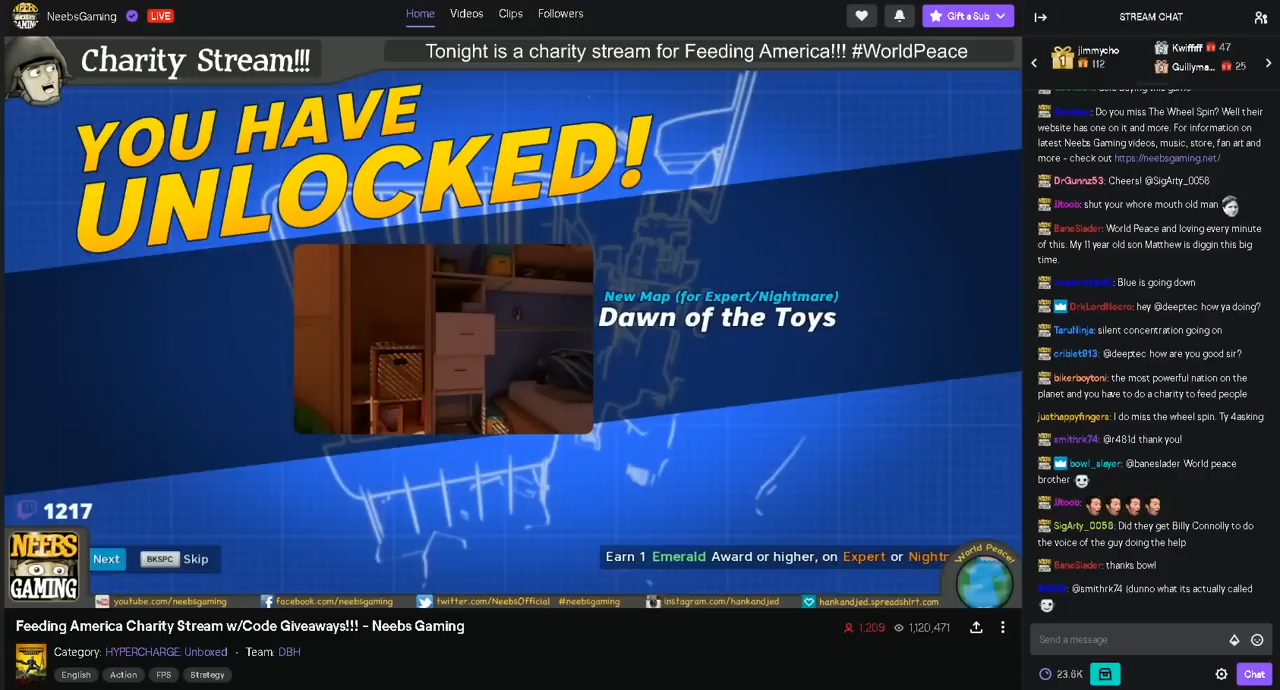 NeebsGaming LIVE
Home Videos Clips Followers
Gift a Sub
STREAM CHAT
Charity Stream!!!
Tonight is a charity stream for Feeding America!!! #WorldPeace
YOU HAVE
UNLOCKED!
New Map (for Expert/Nightmare)
Dawn of the Toys
1217
NEEBS
GAMING
Next BKSPC Skip
Earn 1 Emerald Award or higher, on Expert or Nightm
World Peace!
youtube.com/neebsgaming facebook.com/neebsgaming twitter.com/NeebsOfficial #neebsgaming instagram.com/hankandjed hankandjed.spreadshirt.com
Feeding America Charity Stream w/Code Giveaways!!! - Neebs Gaming
1,209 1,120,471
Category: HYPERCHARGE: Unboxed · Team: DBH
English Action FPS Strategy
1 jimmycho
112
Kwiffiff 47
Guillyma... 25
Do you miss The Wheel Spin? Well their
website has one on it and more. For information on
latest Neebs Gaming videos, music, store, fan art and
more - check out https://neebsgaming.net/
DrGunnz53: Cheers! @SigArty_0058
JJtoob: shut your whore mouth old man
BaneSlader: World Peace and loving every minute
of this. My 11 year old son Matthew is diggin this big
time.
Blue is going down
DrkLordNecro: hey @deeptec how ya doing?
TaruNinja: silent concentration going on
criblet913: @deeptec how are you good sir?
bikerboytoni: the most powerful nation on the
planet and you have to do a charity to feed people
justhappyfingers: I do miss the wheel spin. Ty 4asking
smithrk74: @r481d thank you!
bowl_slayer: @baneslader World peace
brother
JJtoob:
SigArty_0058: Did they get Billy Connolly to do
the voice of the guy doing the help
BaneSlader: thanks bowl
@smithrk74 (dunno what its actually called
Send a message
23.6K Chat